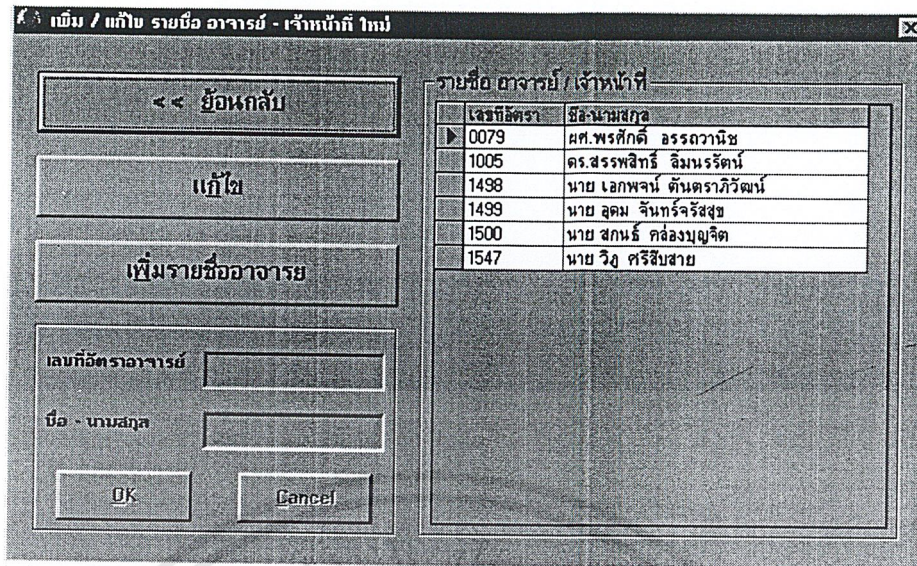 เพิ่ม / แก้ไข รายชื่อ อาจารย์ - เจ้าหน้าที่ ใหม่
<< ย้อนกลับ
แก้ไข
เพิ่มรายชื่ออาจารย์
เลขที่อัตราอาจารย์
ชื่อ - นามสกุล
OK
Cancel
รายชื่อ อาจารย์ / เจ้าหน้าที่
เลขที่อัตรา ชื่อ-นามสกุล
0079 ผศ.พรศักดิ์ อรรถวานิช
1005 ดร.สรรพสิทธิ์ ลิ่มนรรัตน์
1498 นาย เอกพจน์ ตันตราภิวัฒน์
1499 นาย อุดม จันทร์จรัสสุข
1500 นาย สกนธ์ คล่องบุญจิต
1547 นาย วิภู ศรีสืบสาย